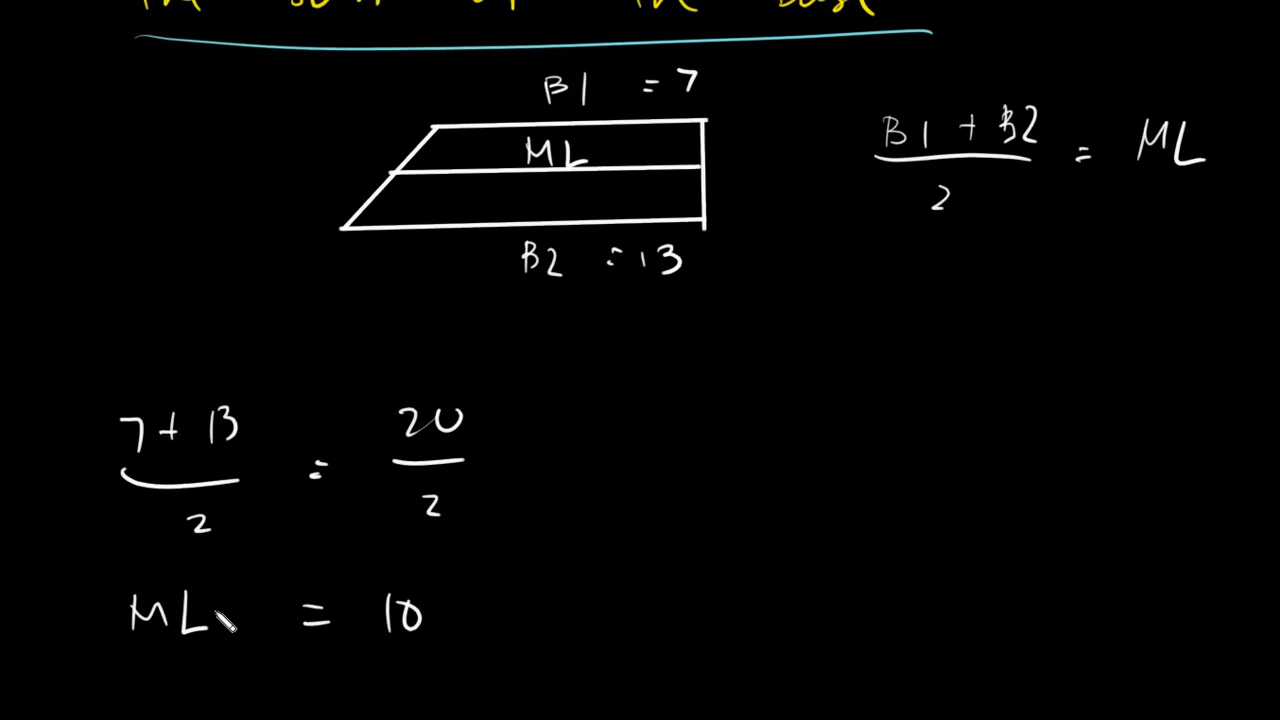 B1 = 7
B1 + B2
2
= ML
ML
B2 = 13
7 + 13
2
=
20
2
ML = 10